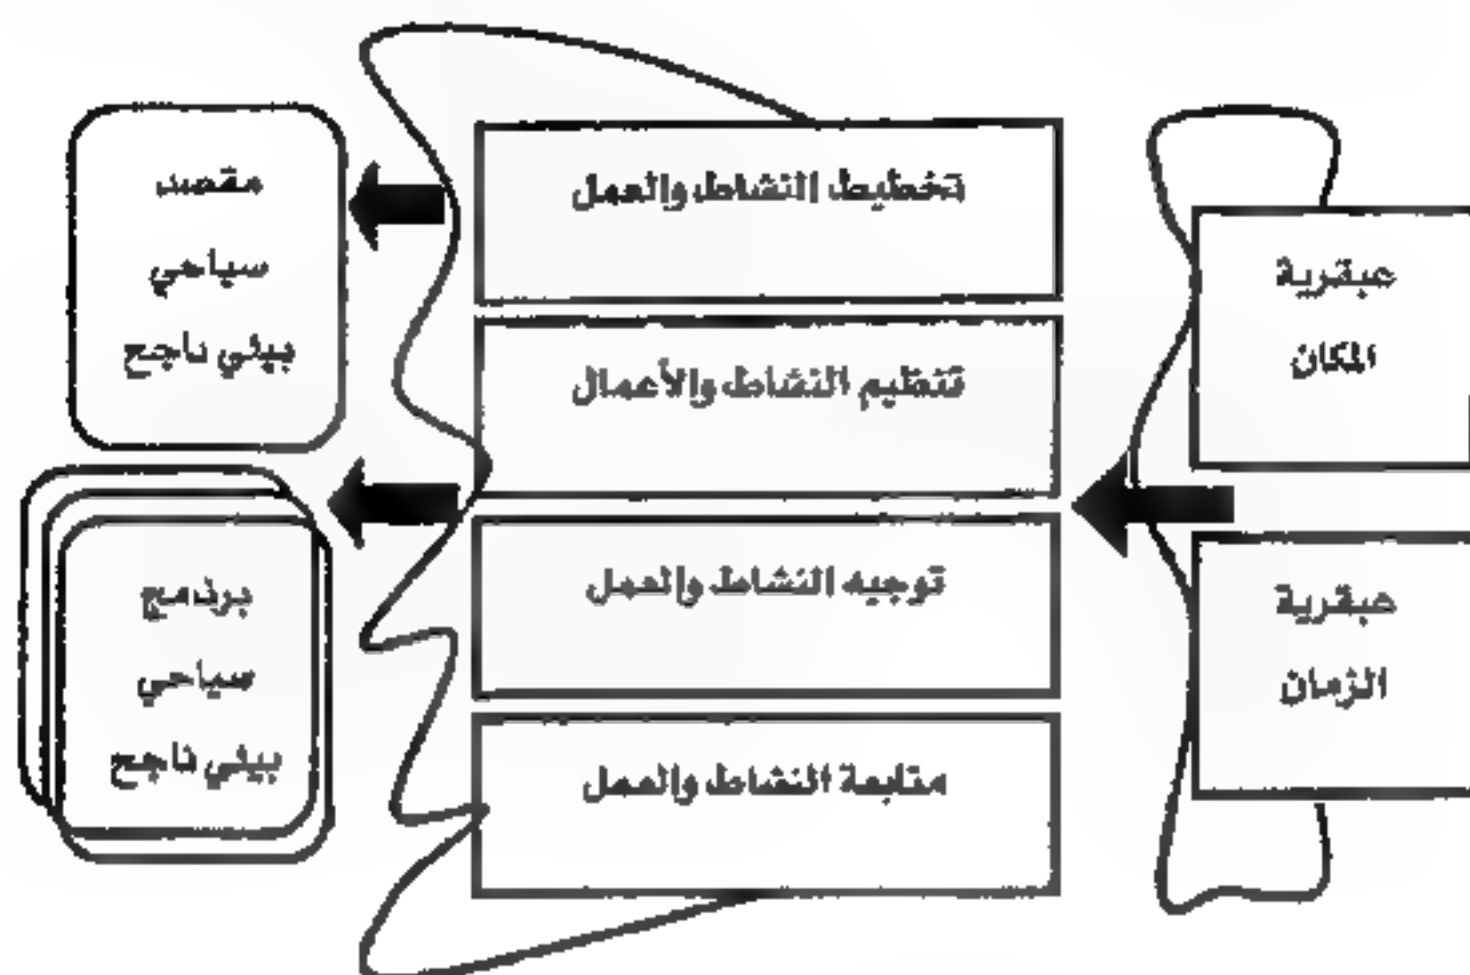 عبقرية
المكان
عبقرية
الزمان
تخطيط النشاط والعمل
تنظيم النشاط والأعمال
توجيه النشاط والعمل
متابعة النشاط والعمل
مقصد
سياحي
بيئي ناجح
برنامج
سياحي
بيئي ناجح